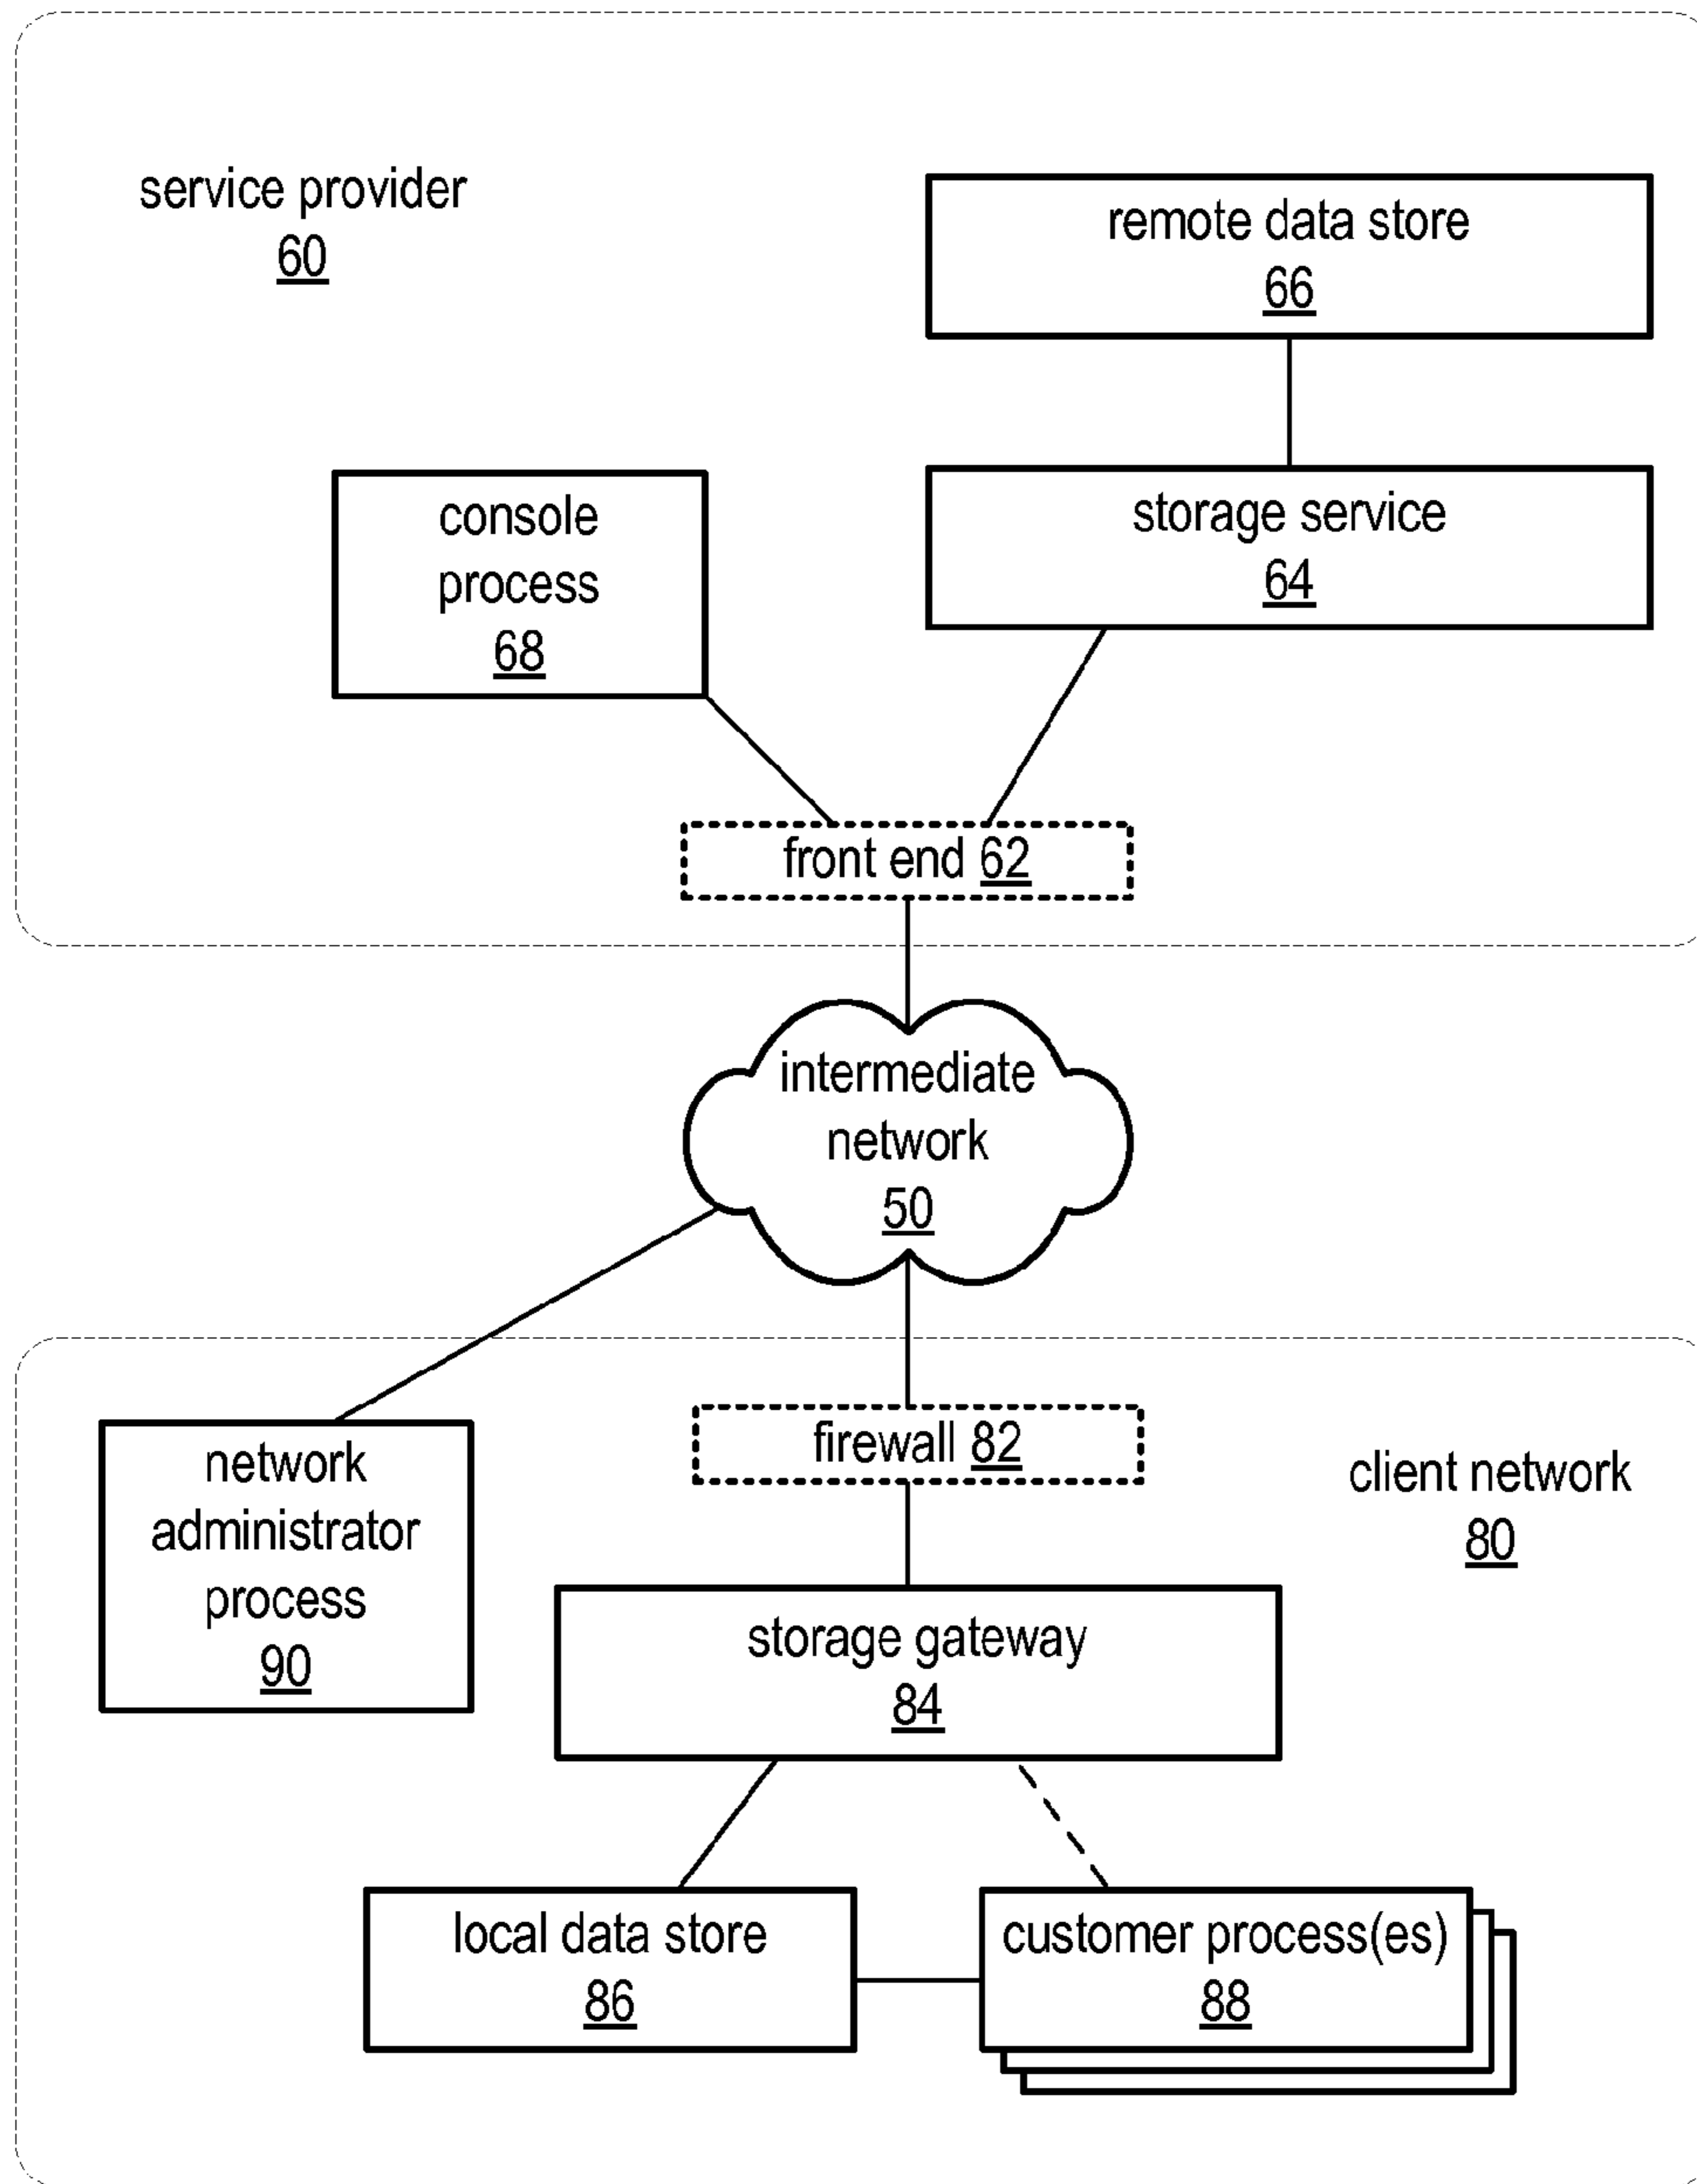 service provider
60
remote data store
66
console
process
68
storage service
64
front end 62
intermediate
network
50
network
administrator
process
90
firewall 82
client network
80
storage gateway
84
local data store
86
customer process(es)
88